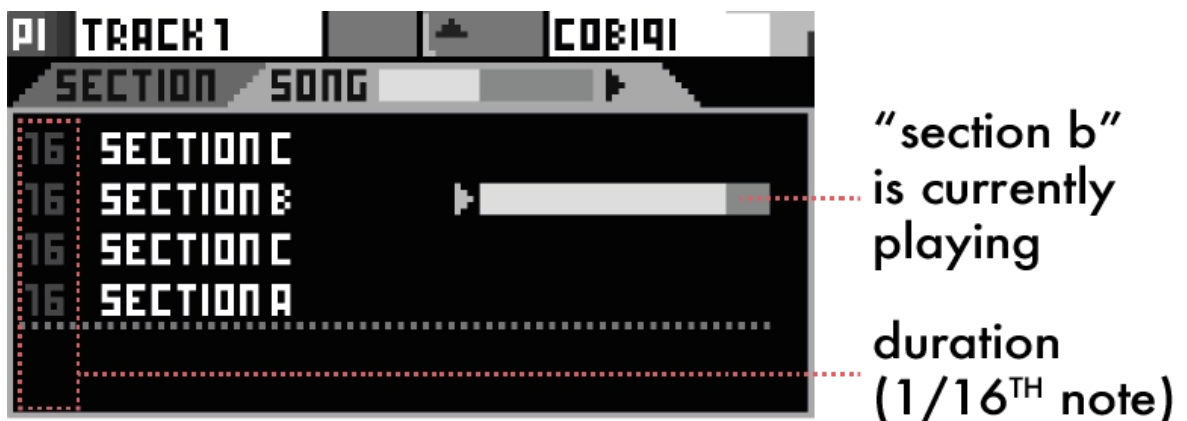 P1 TRACK 1 COB191
SECTION SONG
16 SECTION C
16 SECTION B
16 SECTION C
16 SECTION A
“section b”
is currently
playing
duration
(1/16TH note)